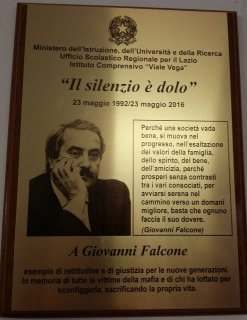 Ministero dell'Istruzione, dell'Università e della Ricerca
Ufficio Scolastico Regionale per il Lazio
Istituto Comprensivo "Viale Vega"
"Il silenzio è dolo"
23 maggio 1992/23 maggio 2016
Perché una società vada
bene, si muova nel
progresso, nell'esaltazione
dei valori della famiglia,
dello spirito, del bene,
dell'amicizia, perché
prosperi senza contrasti
tra i vari consociati, per
avviarsi serena nel
cammino verso un domani
migliore, basta che ognuno
faccia il suo dovere.
(Giovanni Falcone)
A Giovanni Falcone
esempio di rettitudine e di giustizia per le nuove generazioni.
In memoria di tutte le vittime della mafia e di chi ha lottato per
sconfiggerla, sacrificando la propria vita.